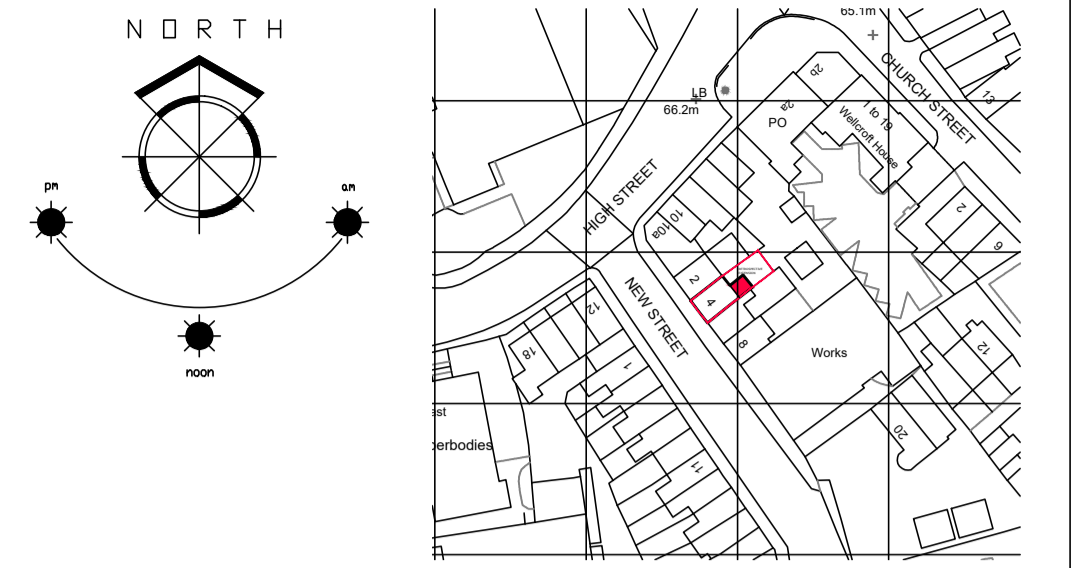 NORTH
pm
am
noon
65.1m
CHURCH STREET
13
2b
2a
LB
66.2m
PO
1 to 19
Wellcroft House
HIGH STREET
10
10a
2
6
2
4
8
NEW STREET
12
18
1
Works
12
20
11
est
perbodies